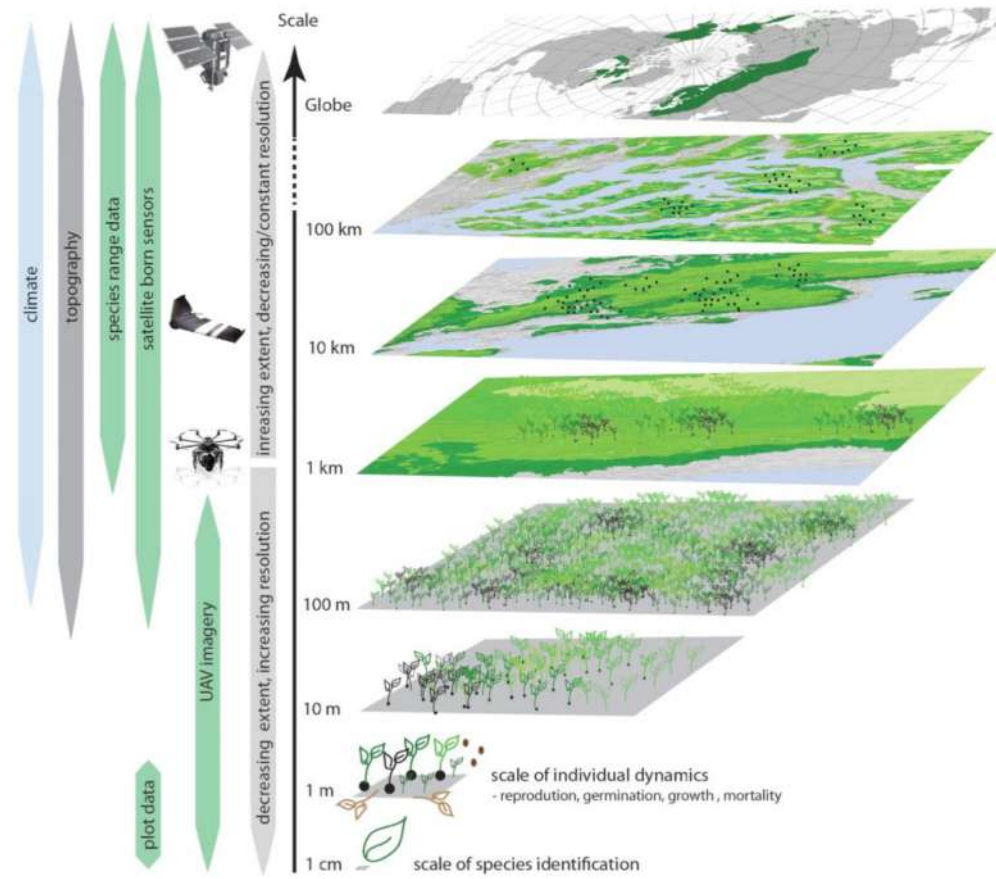 Scale
Globe
100 km
10 km
1 km
100 m
10 m
1 m
1 cm
climate
topography
species range data
satellite born sensors
UAV imagery
plot data
inreasing extent, decreasing/constant resolution
decreasing extent, increasing resolution
scale of individual dynamics
- reprodution, germination, growth , mortality
scale of species identification